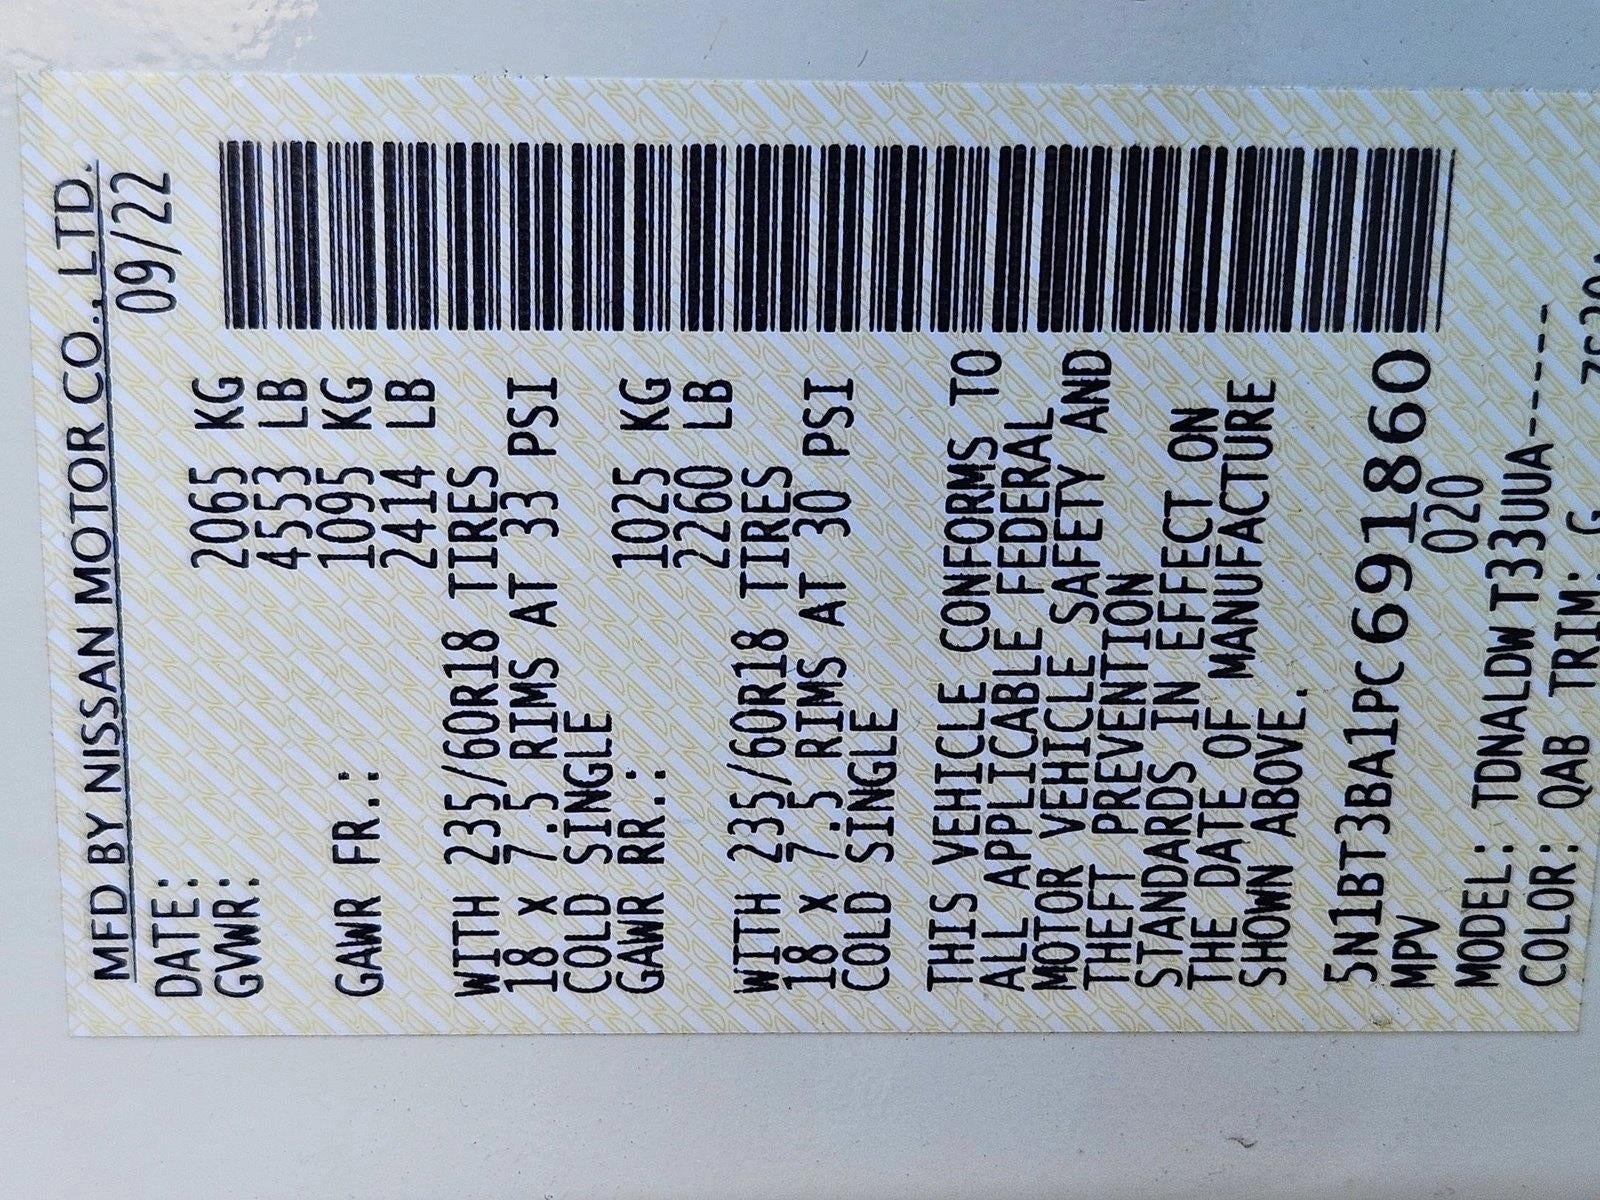 MFD BY NISSAN MOTOR CO., LTD.
DATE: 09/22
GVWR: 2065 KG
4553 LB
GAWR FR.: 1095 KG
2414 LB
WITH 235/60R18 TIRES
18 x 7.5 RIMS AT 33 PSI
COLD SINGLE
GAWR RR.: 1025 KG
2260 LB
WITH 235/60R18 TIRES
18 x 7.5 RIMS AT 30 PSI
COLD SINGLE
THIS VEHICLE CONFORMS TO
ALL APPLICABLE FEDERAL
MOTOR VEHICLE SAFETY AND
THEFT PREVENTION
STANDARDS IN EFFECT ON
THE DATE OF MANUFACTURE
SHOWN ABOVE.
5N1BT3BA1PC691860
MPV 020
MODEL: TDNALDW T33UUA-----
COLOR: QAB TRIM: G